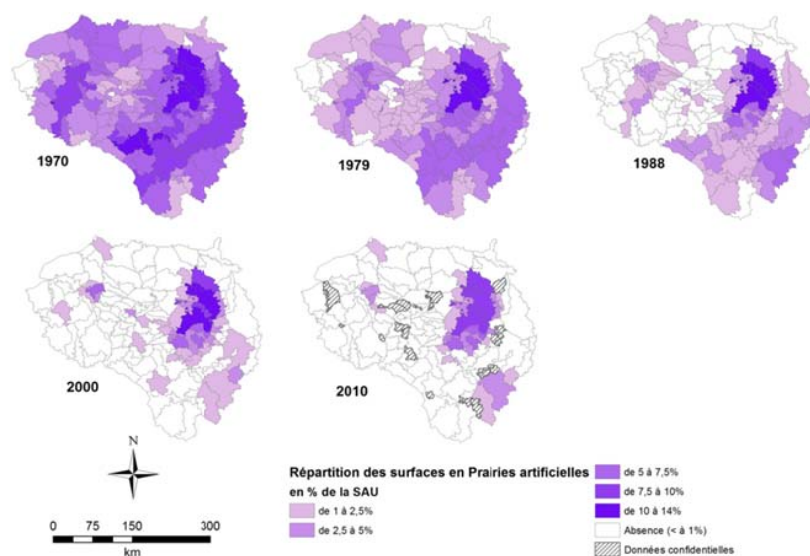 1970
1979
1988
2000
2010
N
0 40 75 150 300
km
Répartition des surfaces en Prairies artificielles
en % de la SAU
de 1 à 2,5%
de 2,5 à 5%
de 5 à 7,5%
de 7,5 à 10%
de 10 à 14%
Absence (< à 1%)
Données confidentielles